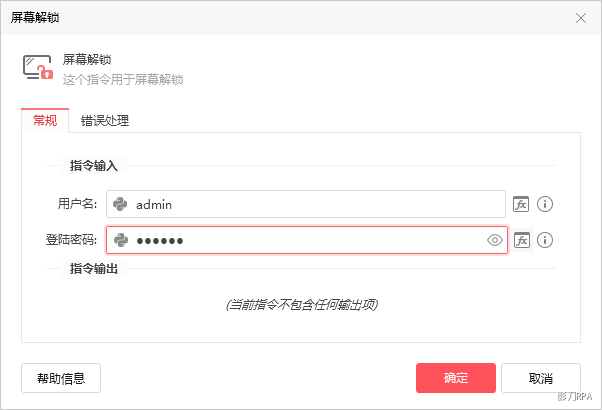 屏幕解锁
屏幕解锁
这个指令用于屏幕解锁
常规 错误处理
指令输入
用户名: admin
登陆密码: ●●●●●●
指令输出
(当前指令不包含任何输出项)
帮助信息 确定 取消
影刀RPA